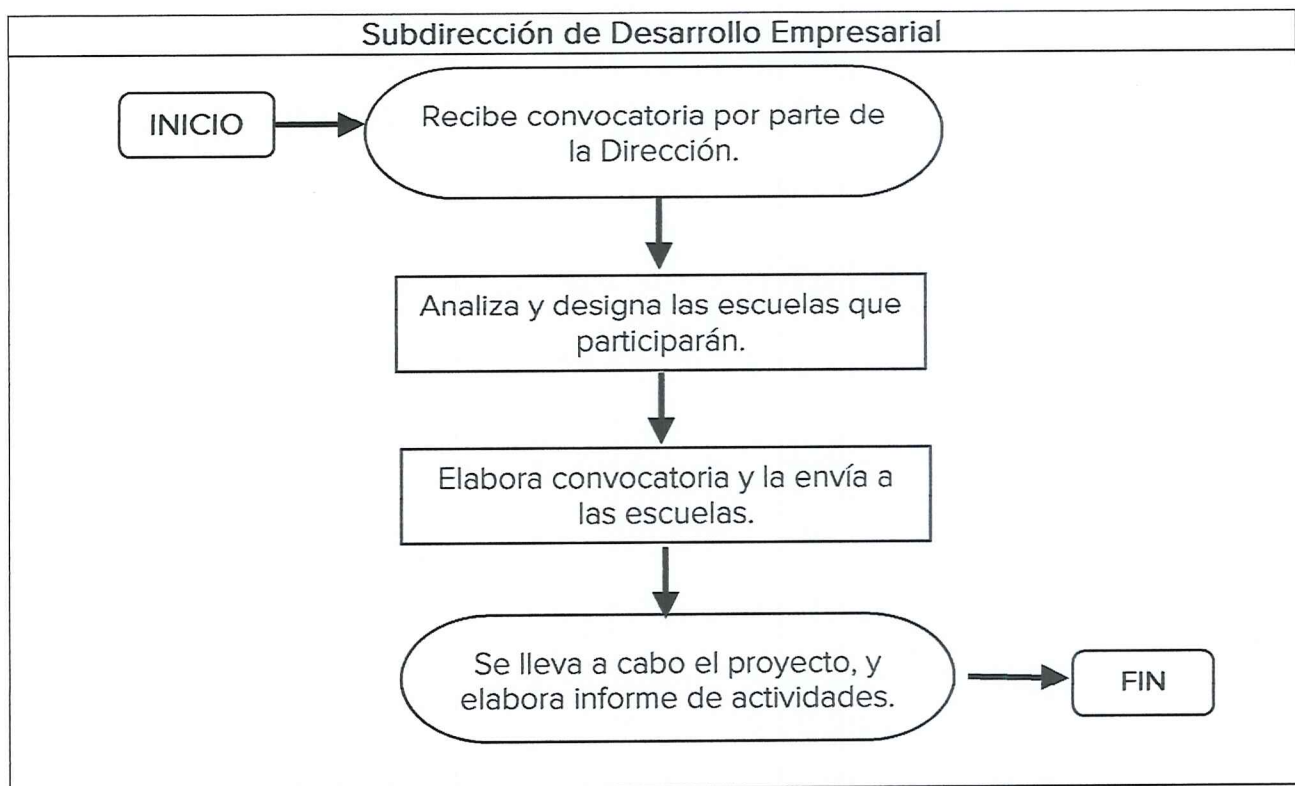 Subdirección de Desarrollo Empresarial
INICIO
Recibe convocatoria por parte de
la Dirección.
Analiza y designa las escuelas que
participarán.
Elabora convocatoria y la envía a
las escuelas.
Se lleva a cabo el proyecto, y
elabora informe de actividades.
FIN